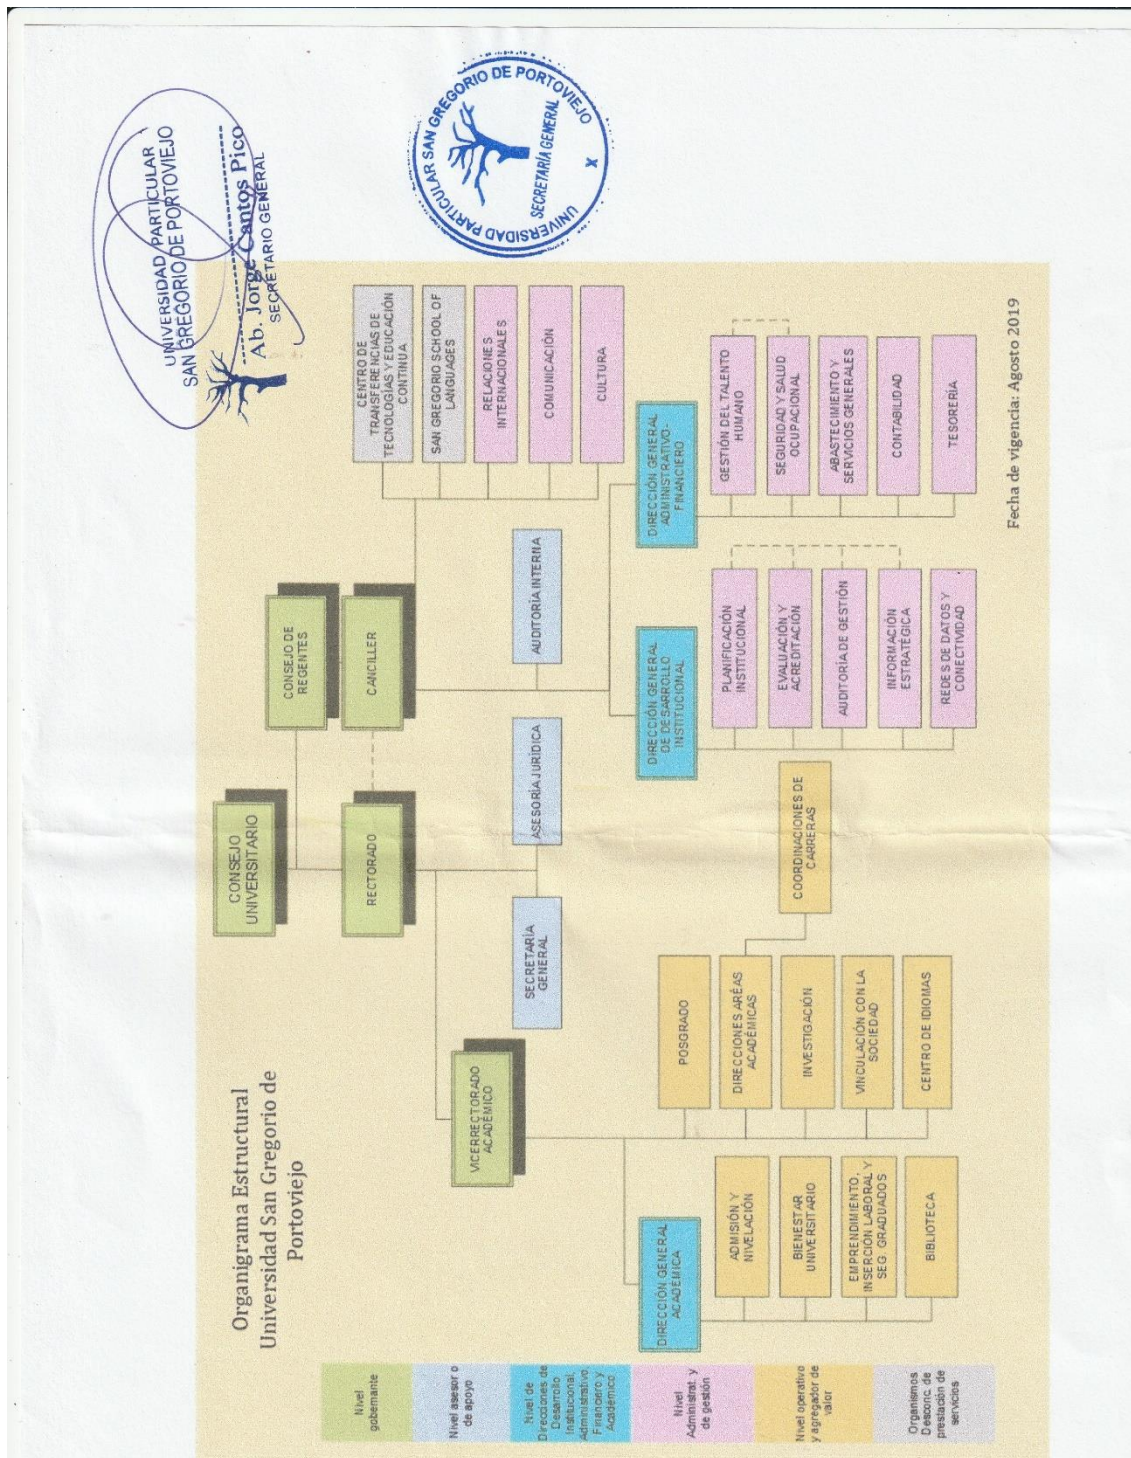 Organigrama Estructural
Universidad San Gregorio de
Portoviejo
UNIVERSIDAD PARTICULAR
SAN GREGORIO DE PORTOVIEJO
Ab. Jorge Cantos Pico
SECRETARIO GENERAL
UNIVERSIDAD PARTICULAR SAN GREGORIO DE PORTOVIEJO
SECRETARÍA GENERAL
X
CONSEJO
UNIVERSITARIO
CONSEJO DE
REGENTES
RECTORADO
CANCILLER
CENTRO DE
TRANSFERENCIAS DE
TECNOLOGÍAS Y EDUCACIÓN
CONTINUA
SAN GREGORIO SCHOOL OF
LANGUAGES
RELACIONES
INTERNACIONALES
COMUNICACIÓN
CULTURA
VICERRECTORADO
ACADÉMICO
SECRETARÍA
GENERAL
ASESORÍA JURÍDICA
AUDITORÍA INTERNA
DIRECCIÓN GENERAL
ACADÉMICA
ADMISIÓN Y
NIVELACIÓN
BIENESTAR
UNIVERSITARIO
EMPRENDIMIENTO,
INSERCIÓN LABORAL Y
SEG. GRADUADOS
BIBLIOTECA
POSGRADO
DIRECCIONES ARÉAS
ACADÉMICAS
INVESTIGACIÓN
VINCULACIÓN CON LA
SOCIEDAD
CENTRO DE IDIOMAS
COORDINACIONES DE
CARRERAS
DIRECCIÓN GENERAL
DE DESARROLLO
INSTITUCIONAL
PLANIFICACIÓN
INSTITUCIONAL
EVALUACIÓN Y
ACREDITACIÓN
AUDITORÍA DE GESTIÓN
INFORMACIÓN
ESTRATÉGICA
REDES DE DATOS Y
CONECTIVIDAD
DIRECCIÓN GENERAL
ADMINISTRATIVO-
FINANCIERO
GESTIÓN DEL TALENTO
HUMANO
SEGURIDAD Y SALUD
OCUPACIONAL
ABASTECIMIENTO Y
SERVICIOS GENERALES
CONTABILIDAD
TESORERÍA
Nivel
gobernante
Nivel asesor o
de apoyo
Nivel de
Direcciones de
Desarrollo
Institucional,
Administrativo
Financiero y
Académico
Nivel
Administrat. y
de gestión
Nivel operativo
y agregador de
valor
Organismos
Desconc. de
prestación de
servicios
Fecha de vigencia: Agosto 2019